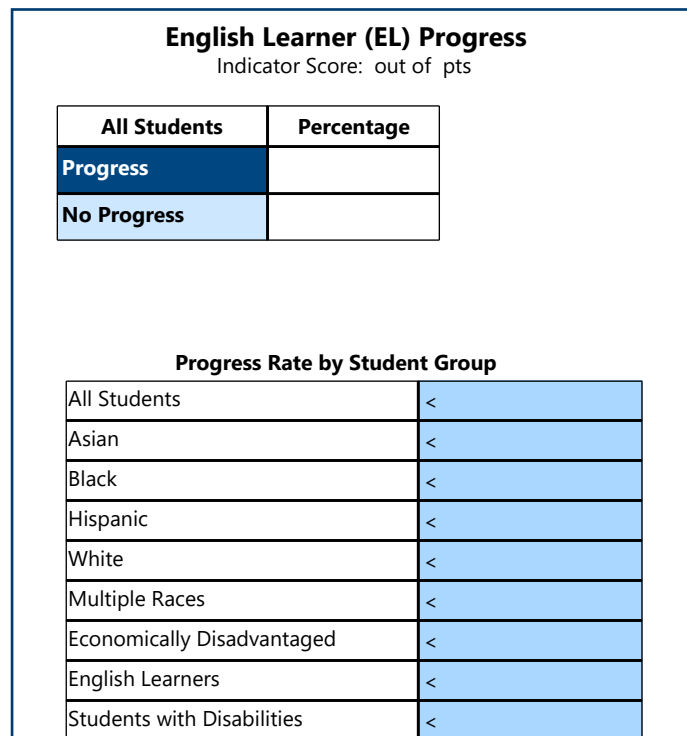 English Learner (EL) Progress
Indicator Score: out of pts
All Students Percentage
Progress
No Progress
Progress Rate by Student Group
All Students <
Asian <
Black <
Hispanic <
White <
Multiple Races <
Economically Disadvantaged <
English Learners <
Students with Disabilities <